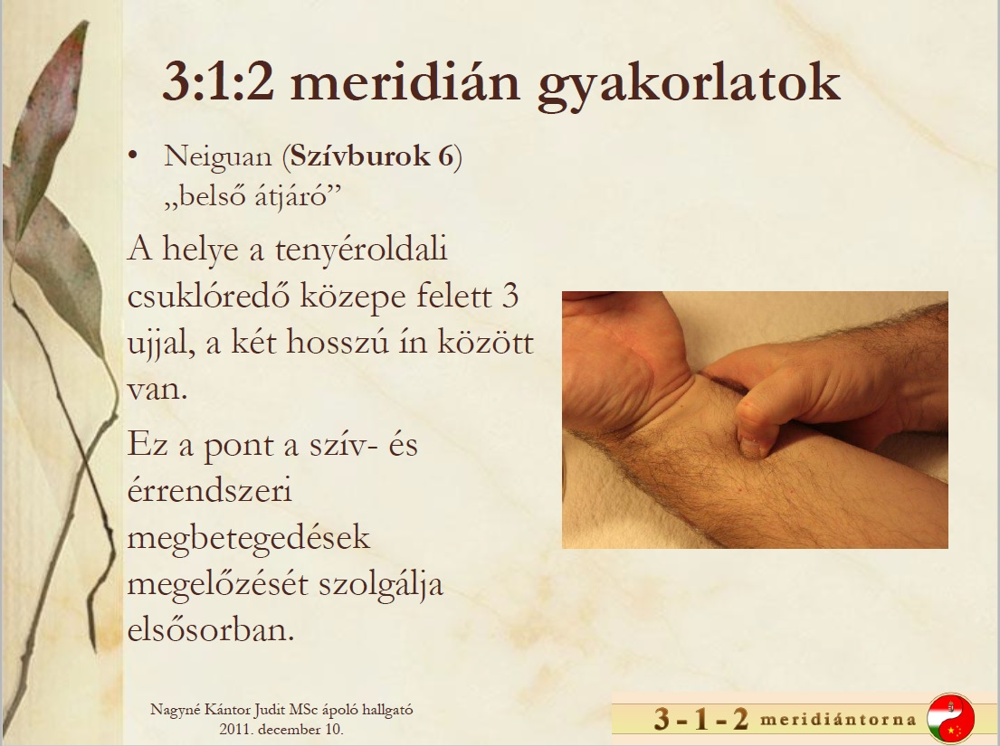 3:1:2 meridián gyakorlatok
• Neiguan (Szívburok 6)
„belső átjáró”
A helye a tenyéroldali
csuklóredő közepe felett 3
ujjal, a két hosszú ín között
van.
Ez a pont a szív- és
érrendszeri
megbetegedések
megelőzését szolgálja
elsősorban.
Nagyné Kántor Judit MSc ápoló hallgató
2011. december 10.
3-1-2 meridiántorna